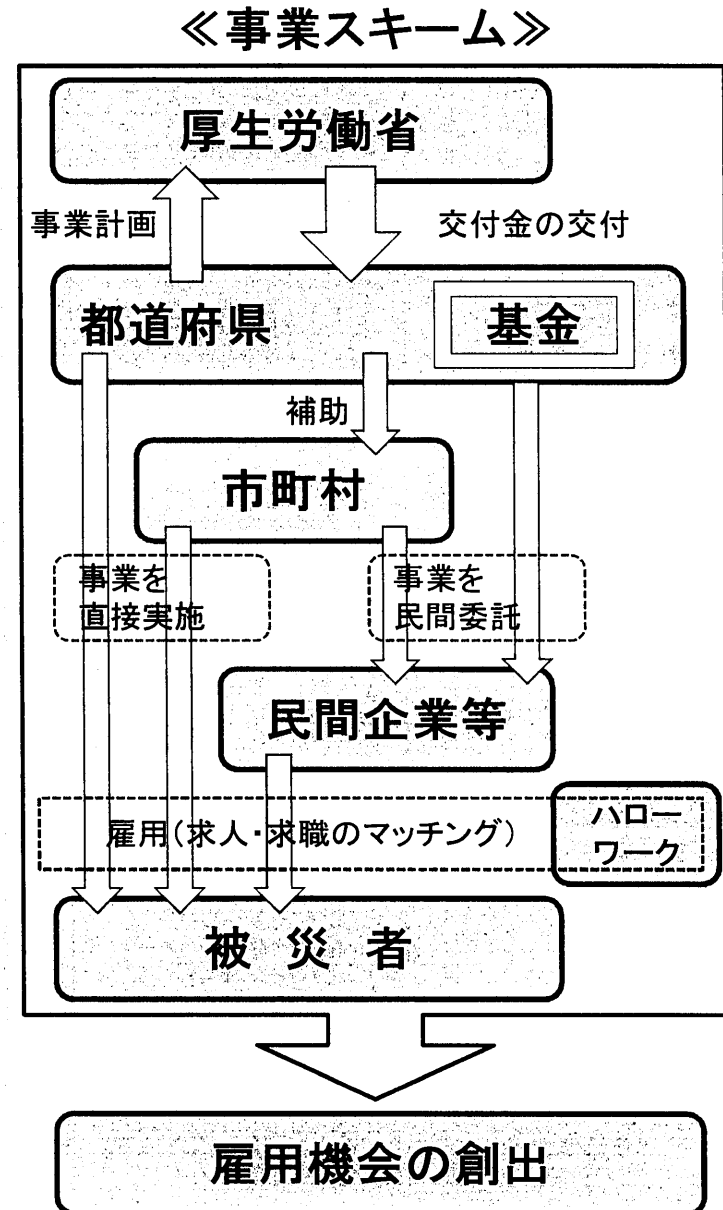 ≪事業スキーム≫
厚生労働省
事業計画
交付金の交付
都道府県
基金
補助
市町村
事業を
直接実施
事業を
民間委託
民間企業等
雇用(求人・求職のマッチング)
ハロー
ワーク
被災者
雇用機会の創出